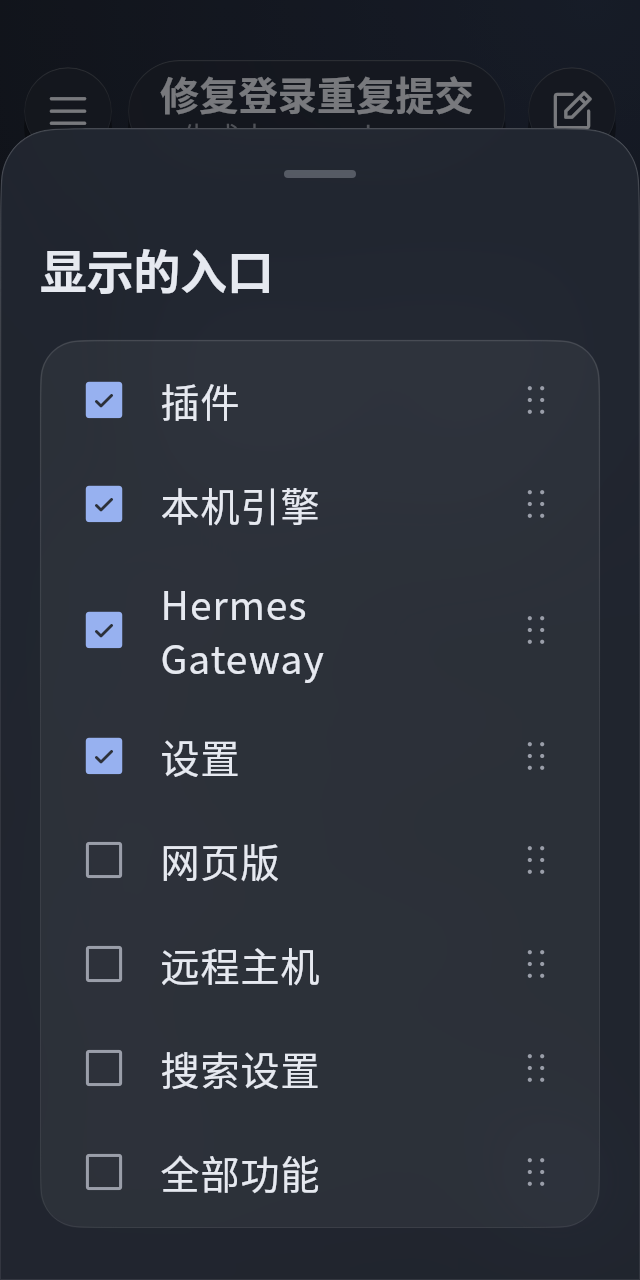 修复登录重复提交
显示的入口
插件
本机引擎
Hermes
Gateway
设置
网页版
远程主机
搜索设置
全部功能